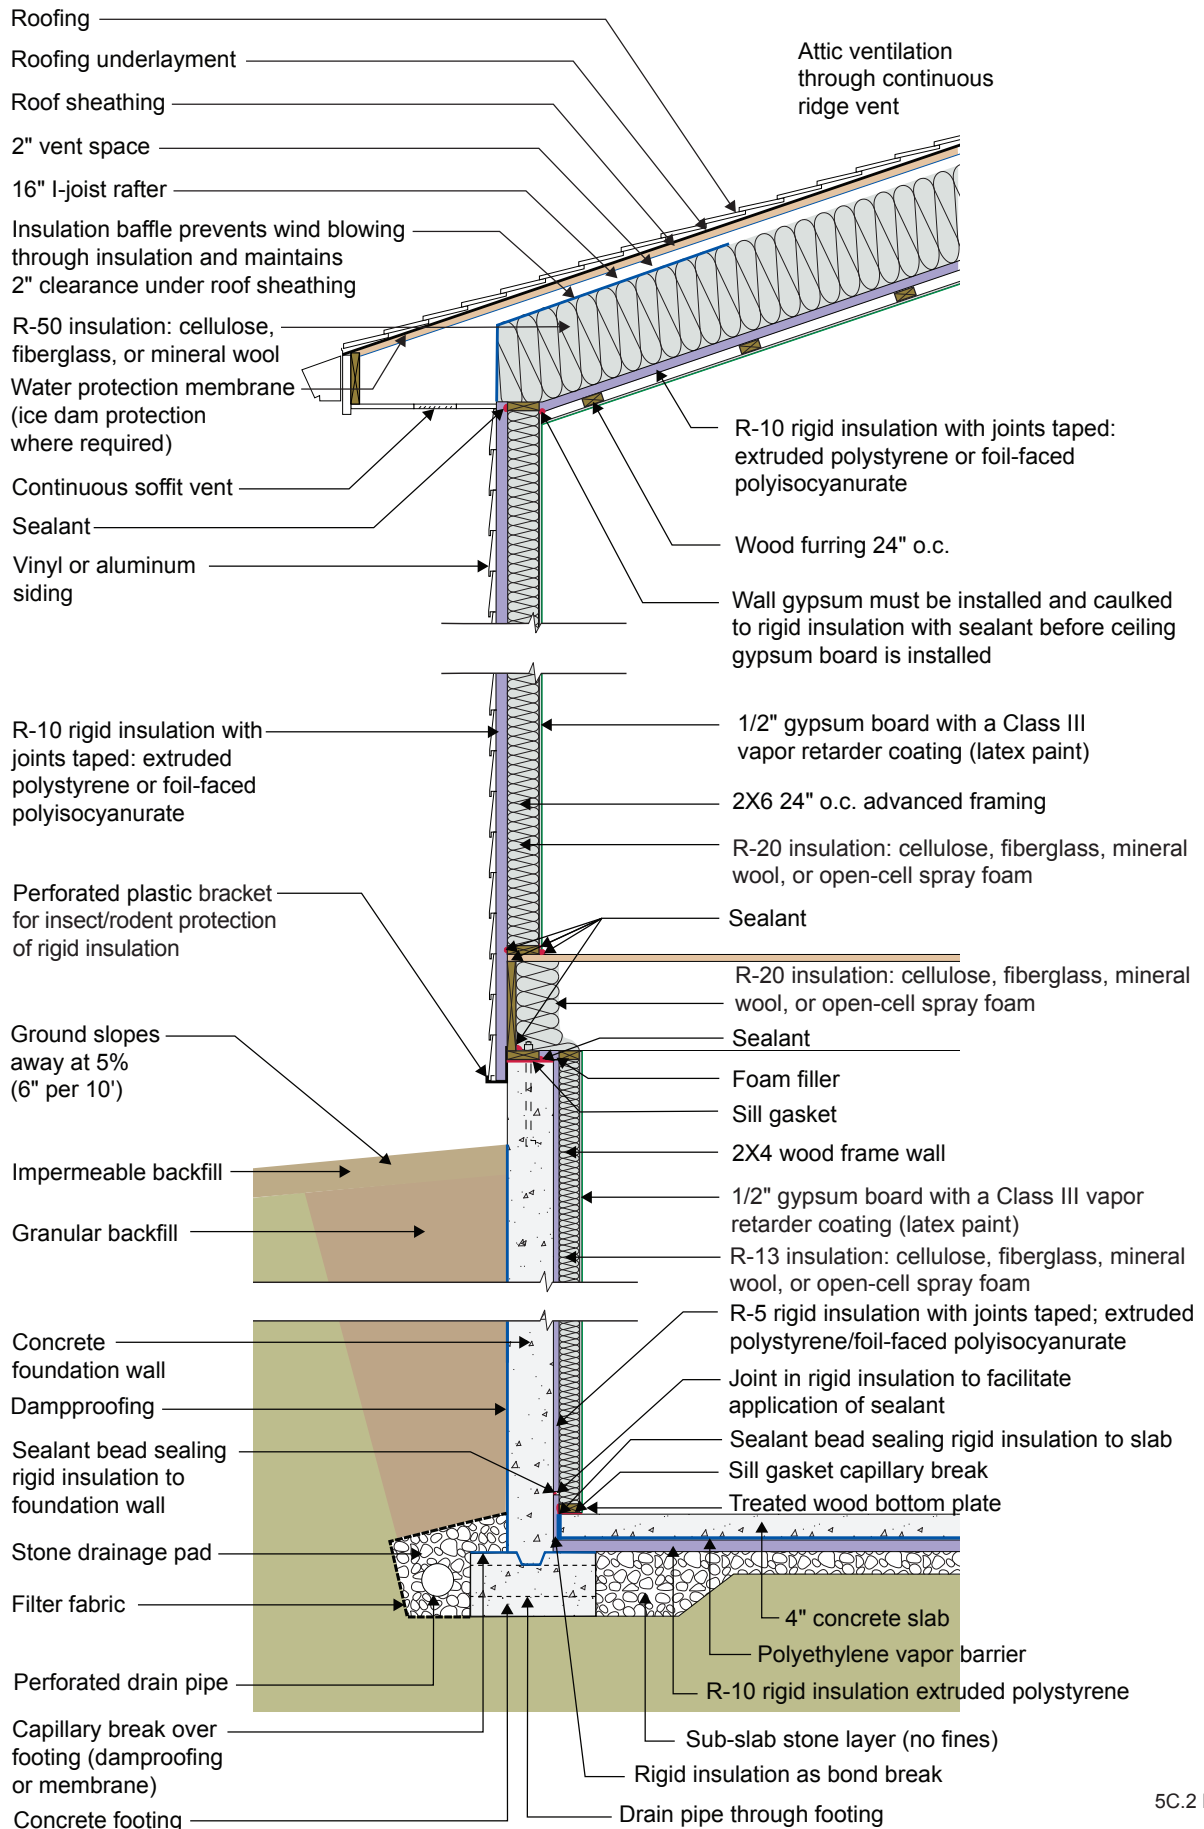 Roofing
Roofing underlayment
Roof sheathing
2" vent space
16" I-joist rafter
Insulation baffle prevents wind blowing
through insulation and maintains
2" clearance under roof sheathing
R-50 insulation: cellulose,
fiberglass, or mineral wool
Water protection membrane
(ice dam protection
where required)
Continuous soffit vent
Sealant
Vinyl or aluminum
siding
R-10 rigid insulation with
joints taped: extruded
polystyrene or foil-faced
polyisocyanurate
Perforated plastic bracket
for insect/rodent protection
of rigid insulation
Ground slopes
away at 5%
(6" per 10')
Impermeable backfill
Granular backfill
Concrete
foundation wall
Dampproofing
Sealant bead sealing
rigid insulation to
foundation wall
Stone drainage pad
Filter fabric
Perforated drain pipe
Capillary break over
footing (damproofing
or membrane)
Concrete footing
Attic ventilation
through continuous
ridge vent
R-10 rigid insulation with joints taped:
extruded polystyrene or foil-faced
polyisocyanurate
Wood furring 24" o.c.
Wall gypsum must be installed and caulked
to rigid insulation with sealant before ceiling
gypsum board is installed
1/2" gypsum board with a Class III
vapor retarder coating (latex paint)
2X6 24" o.c. advanced framing
R-20 insulation: cellulose, fiberglass, mineral
wool, or open-cell spray foam
Sealant
R-20 insulation: cellulose, fiberglass, mineral
wool, or open-cell spray foam
Sealant
Foam filler
Sill gasket
2X4 wood frame wall
1/2" gypsum board with a Class III vapor
retarder coating (latex paint)
R-13 insulation: cellulose, fiberglass, mineral
wool, or open-cell spray foam
R-5 rigid insulation with joints taped; extruded
polystyrene/foil-faced polyisocyanurate
Joint in rigid insulation to facilitate
application of sealant
Sealant bead sealing rigid insulation to slab
Sill gasket capillary break
Treated wood bottom plate
4" concrete slab
Polyethylene vapor barrier
R-10 rigid insulation extruded polystyrene
Sub-slab stone layer (no fines)
Rigid insulation as bond break
Drain pipe through footing
5C.2